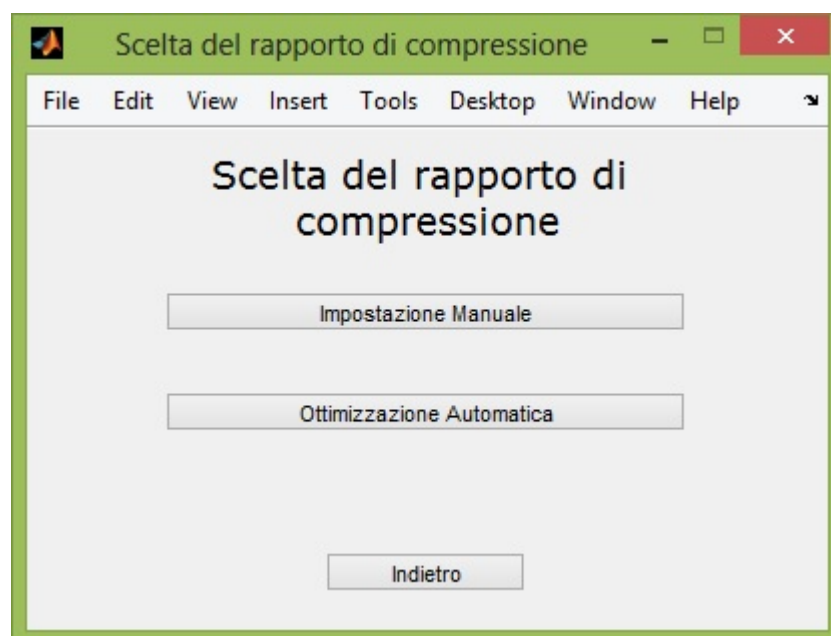 Scelta del rapporto di compressione
File Edit View Insert Tools Desktop Window Help
Scelta del rapporto di
compressione
Impostazione Manuale
Ottimizzazione Automatica
Indietro